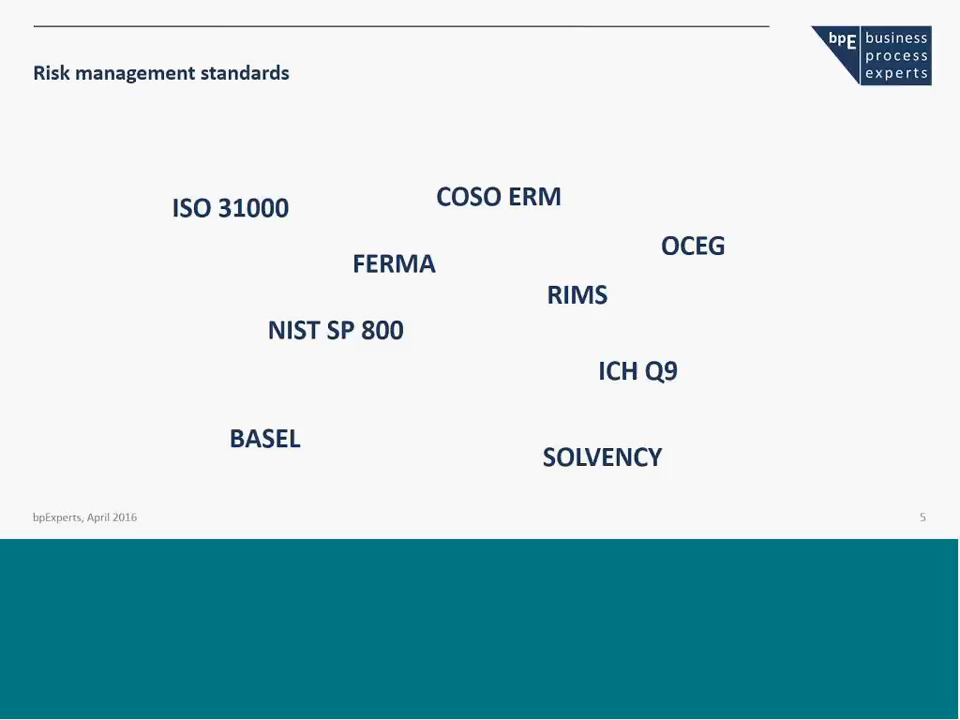 bpE business
process
experts
Risk management standards
COSO ERM
ISO 31000
OCEG
FERMA
RIMS
NIST SP 800
ICH Q9
BASEL
SOLVENCY
bpExperts, April 2016
5